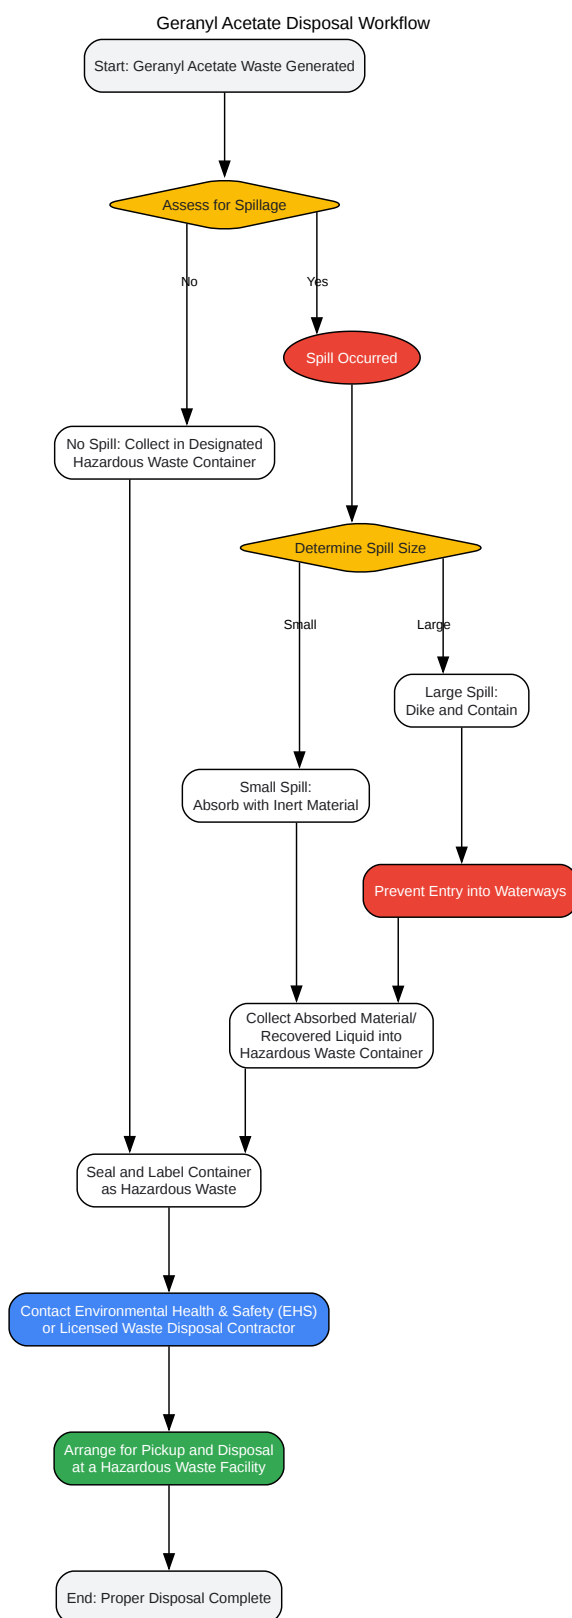 Geranyl Acetate Disposal Workflow
Start: Geranyl Acetate Waste Generated
Assess for Spillage
No
Yes
Spill Occurred
No Spill: Collect in Designated
Hazardous Waste Container
Determine Spill Size
Small
Large
Large Spill:
Dike and Contain
Small Spill:
Absorb with Inert Material
Prevent Entry into Waterways
Collect Absorbed Material/
Recovered Liquid into
Hazardous Waste Container
Seal and Label Container
as Hazardous Waste
Contact Environmental Health & Safety (EHS)
or Licensed Waste Disposal Contractor
Arrange for Pickup and Disposal
at a Hazardous Waste Facility
End: Proper Disposal Complete